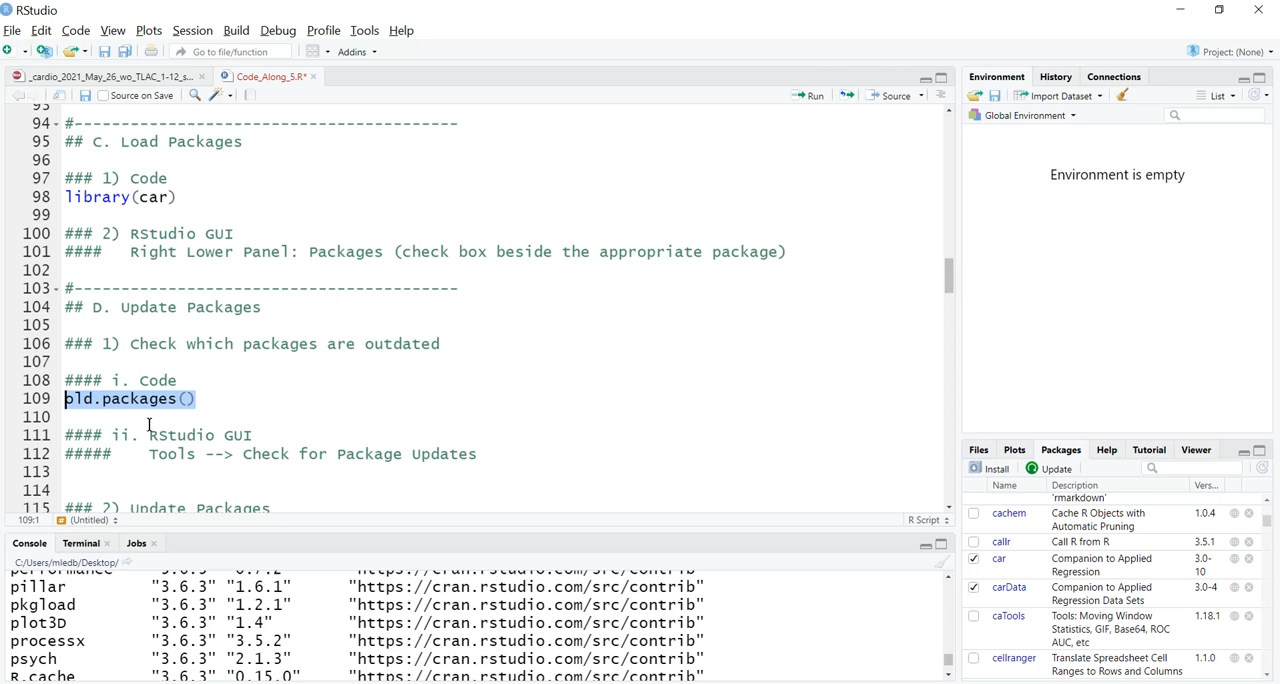 RStudio
File Edit Code View Plots Session Build Debug Profile Tools Help
Go to file/function Addins Project: (None)
_cardio_2021_May_26_wo_TLAC_1-12_s... Code_Along_5.R*
Source on Save Run Source
93
94 #-----------------------------------------
95 ## C. Load Packages
96
97 ### 1) Code
98 library(car)
99
100 ### 2) RStudio GUI
101 #### Right Lower Panel: Packages (check box beside the appropriate package)
102
103 #-----------------------------------------
104 ## D. Update Packages
105
106 ### 1) Check which packages are outdated
107
108 #### i. Code
109 old.packages()
110
111 #### ii. RStudio GUI
112 ##### Tools --> Check for Package Updates
113
114
115 ### 2) Update Packages
109:1 (Untitled) R Script
Console Terminal Jobs
C:/Users/mledb/Desktop/
pillar "3.6.3" "1.6.1" "https://cran.rstudio.com/src/contrib"
pkgload "3.6.3" "1.2.1" "https://cran.rstudio.com/src/contrib"
plot3D "3.6.3" "1.4" "https://cran.rstudio.com/src/contrib"
processx "3.6.3" "3.5.2" "https://cran.rstudio.com/src/contrib"
psych "3.6.3" "2.1.3" "https://cran.rstudio.com/src/contrib"
R.cache "3.6.3" "0.15.0" "https://cran.rstudio.com/src/contrib"
Environment History Connections
Import Dataset List
Global Environment
Environment is empty
Files Plots Packages Help Tutorial Viewer
Install Update
Name Description Vers...
'rmarkdown'
cachem Cache R Objects with 1.0.4
Automatic Pruning
callr Call R from R 3.5.1
car Companion to Applied 3.0-
Regression 10
carData Companion to Applied 3.0-4
Regression Data Sets
caTools Tools: Moving Window 1.18.1
Statistics, GIF, Base64, ROC
AUC, etc
cellranger Translate Spreadsheet Cell 1.1.0
Ranges to Rows and Columns